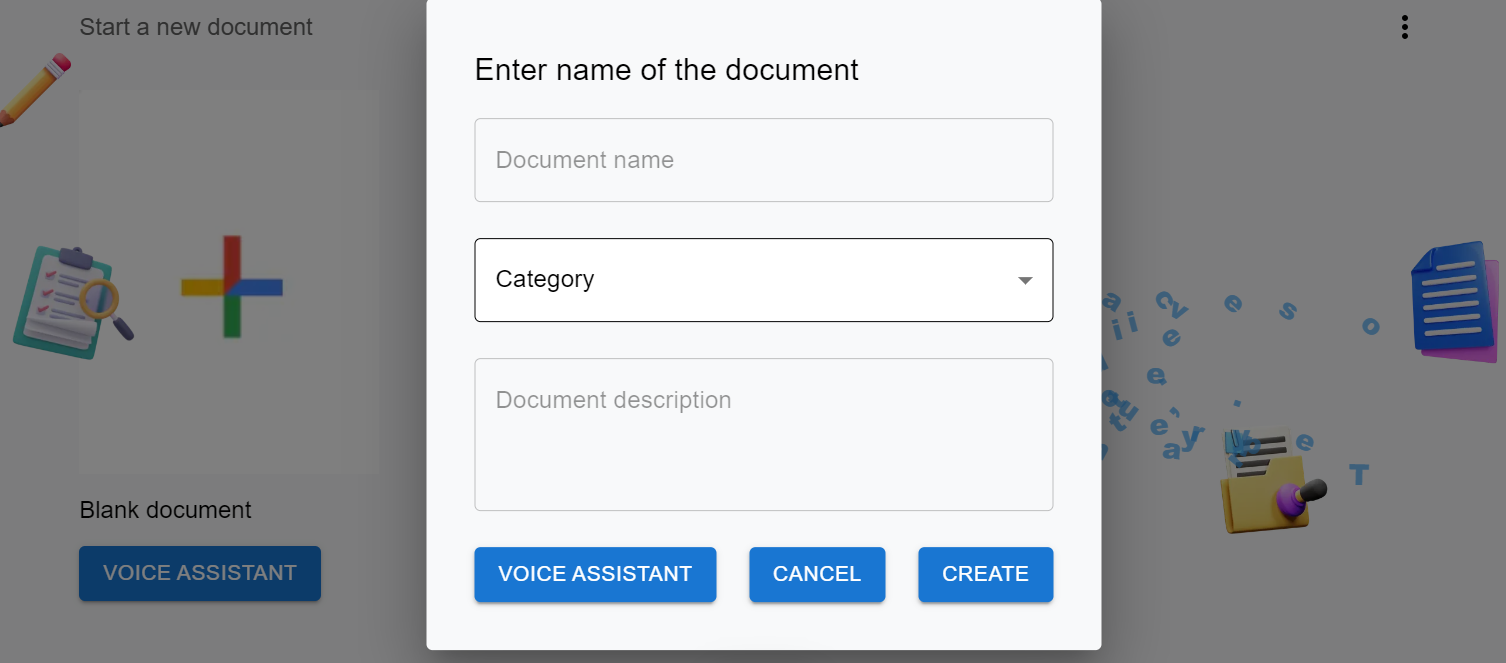 Start a new document
Enter name of the document
Document name
Category
Document description
Blank document
VOICE ASSISTANT
VOICE ASSISTANT
CANCEL
CREATE